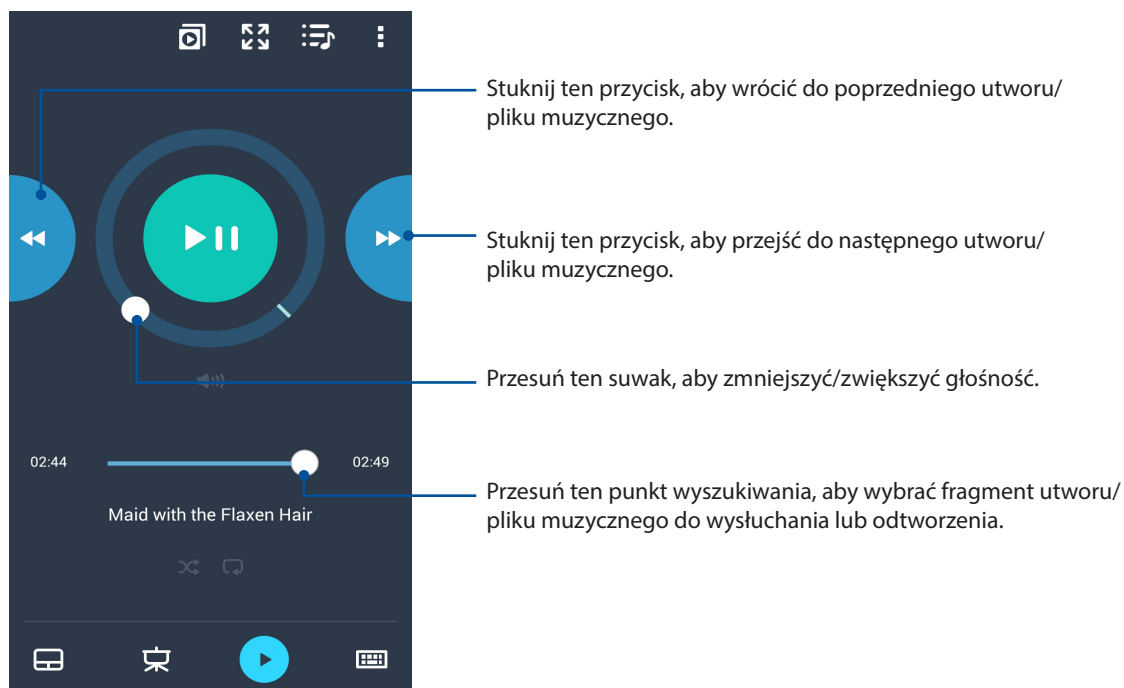 Stuknij ten przycisk, aby wrócić do poprzedniego utworu/
pliku muzycznego.
Stuknij ten przycisk, aby przejść do następnego utworu/
pliku muzycznego.
Przesuń ten suwak, aby zmniejszyć/zwiększyć głośność.
02:44
02:49
Maid with the Flaxen Hair
Przesuń ten punkt wyszukiwania, aby wybrać fragment utworu/
pliku muzycznego do wysłuchania lub odtworzenia.